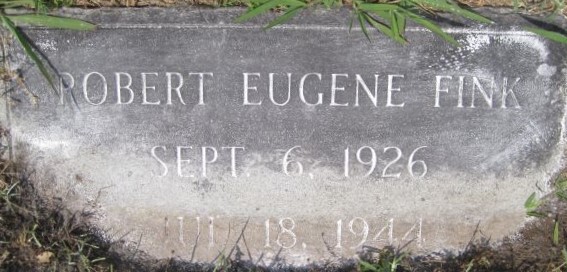 ROBERT EUGENE FINK
SEPT. 6, 1926
18, 1944